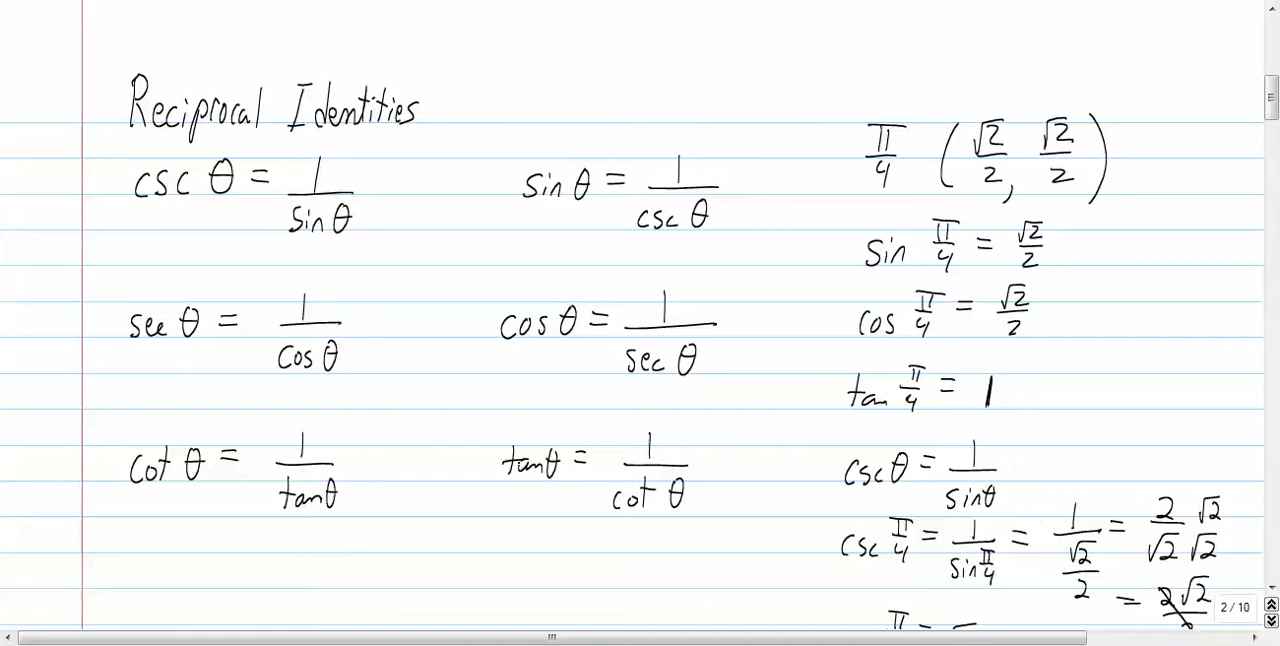 Reciprocal Identities
csc θ = 1/sin θ
sin θ = 1/csc θ
sec θ = 1/cos θ
cos θ = 1/sec θ
cot θ = 1/tan θ
tan θ = 1/cot θ
π/4 (√2/2, √2/2)
sin π/4 = √2/2
cos π/4 = √2/2
tan π/4 = 1
csc θ = 1/sin θ
csc π/4 = 1/(sin π/4) = 1/(√2/2) = 2/√2 √2/√2
= 2√2/
2 / 10